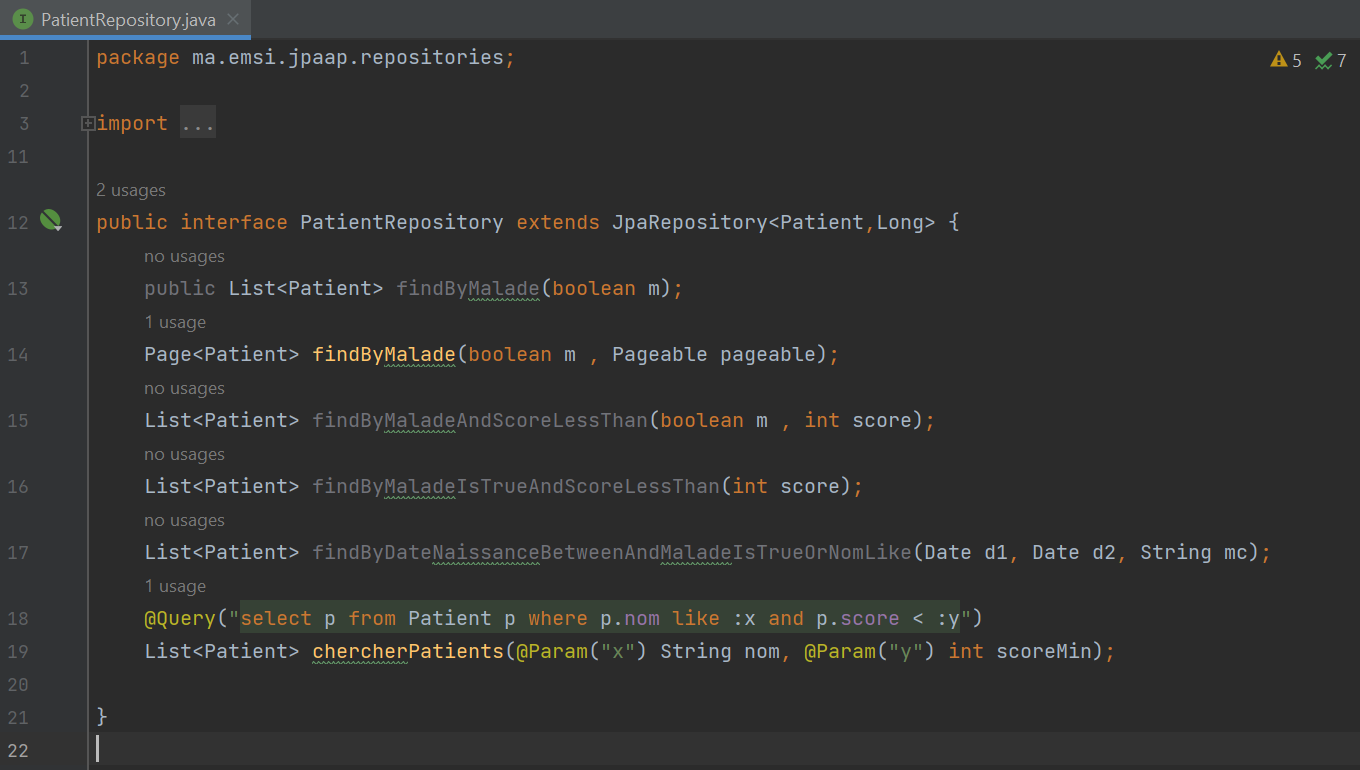 PatientRepository.java
5 7
1 package ma.emsi.jpaap.repositories;
2
3 import ...
11
2 usages
12 public interface PatientRepository extends JpaRepository<Patient,Long> {
no usages
13 public List<Patient> findByMalade(boolean m);
1 usage
14 Page<Patient> findByMalade(boolean m , Pageable pageable);
no usages
15 List<Patient> findByMaladeAndScoreLessThan(boolean m , int score);
no usages
16 List<Patient> findByMaladeIsTrueAndScoreLessThan(int score);
no usages
17 List<Patient> findByDateNaissanceBetweenAndMaladeIsTrueOrNomLike(Date d1, Date d2, String mc);
1 usage
18 @Query("select p from Patient p where p.nom like :x and p.score < :y")
19 List<Patient> chercherPatients(@Param("x") String nom, @Param("y") int scoreMin);
20
21 }
22